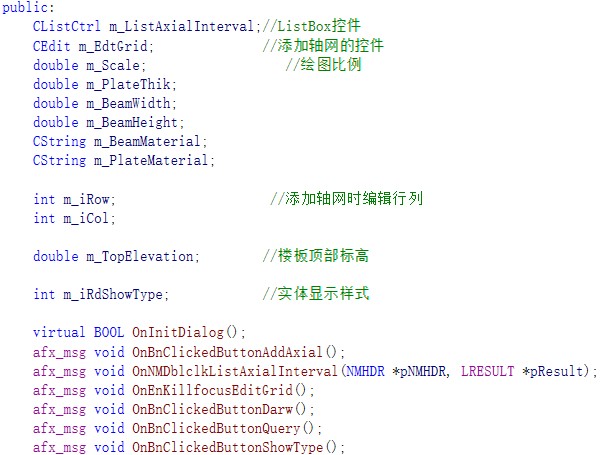 public:
CListCtrl m_ListAxialInterval;//ListBox控件
CEdit m_EdtGrid; //添加轴网的控件
double m_Scale; //绘图比例
double m_PlateThik;
double m_BeamWidth;
double m_BeamHeight;
CString m_BeamMaterial;
CString m_PlateMaterial;
int m_iRow; //添加轴网时编辑行列
int m_iCol;
double m_TopElevation; //楼板顶部标高
int m_iRdShowType; //实体显示样式
virtual BOOL OnInitDialog();
afx_msg void OnBnClickedButtonAddAxial();
afx_msg void OnNMDblclkListAxialInterval(NMHDR *pNMHDR, LRESULT *pResult);
afx_msg void OnEnKillfocusEditGrid();
afx_msg void OnBnClickedButtonDarw();
afx_msg void OnBnClickedButtonQuery();
afx_msg void OnBnClickedButtonShowType();